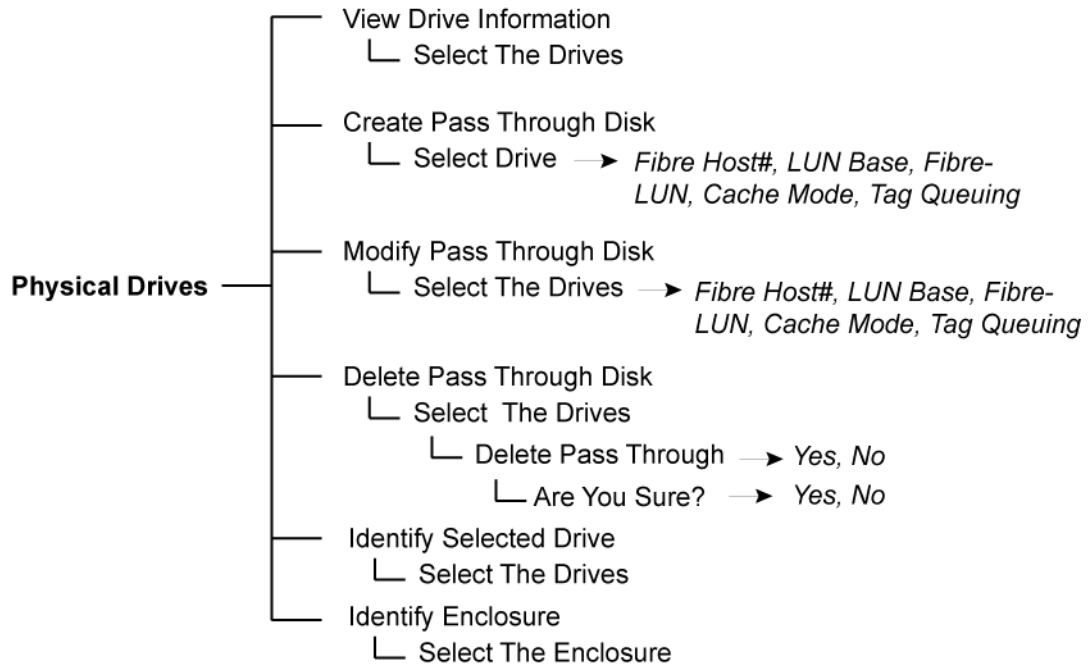 View Drive Information
Select The Drives
Create Pass Through Disk
Select Drive
Fibre Host#, LUN Base, Fibre-
LUN, Cache Mode, Tag Queuing
Modify Pass Through Disk
Physical Drives
Select The Drives
Fibre Host#, LUN Base, Fibre-
LUN, Cache Mode, Tag Queuing
Delete Pass Through Disk
Select The Drives
Delete Pass Through
Yes, No
Are You Sure?
Yes, No
Identify Selected Drive
Select The Drives
Identify Enclosure
Select The Enclosure